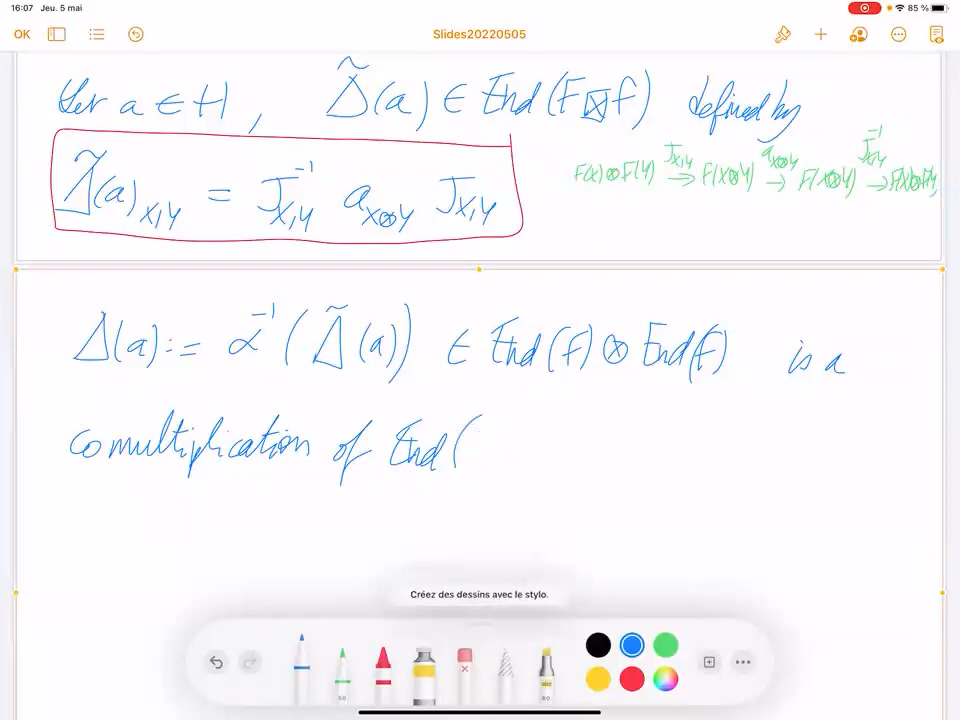 16:07 Jeu. 5 mai
85 %
OK
Slides20220505
Let a ∈ H, Δ̃(a) ∈ End(F⊠F) defined by
Δ̃(a)_{X,Y} = J_{X,Y}^{-1} a_{X⊗Y} J_{X,Y}
F(X)⊗F(Y) →^{J_{X,Y}} F(X⊗Y) →^{a_{X⊗Y}} F(X⊗Y) →^{J_{X,Y}^{-1}} F(X)⊗F(Y)
Δ(a) := α^{-1}(Δ̃(a)) ∈ End(F)⊗End(F) is a
comultiplication of End(
Créez des dessins avec le stylo.